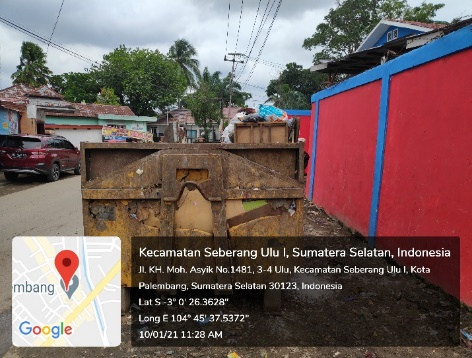 Kecamatan Seberang Ulu I, Sumatera Selatan, Indonesia
Jl. KH. Moh. Asyik No.1481, 3-4 Ulu, Kecamatan Seberang Ulu I, Kota
Palembang, Sumatera Selatan 30123, Indonesia
Lat S -3° 0' 26.3628"
Long E 104° 45' 37.5372"
10/01/21 11:28 AM
mbang
Google